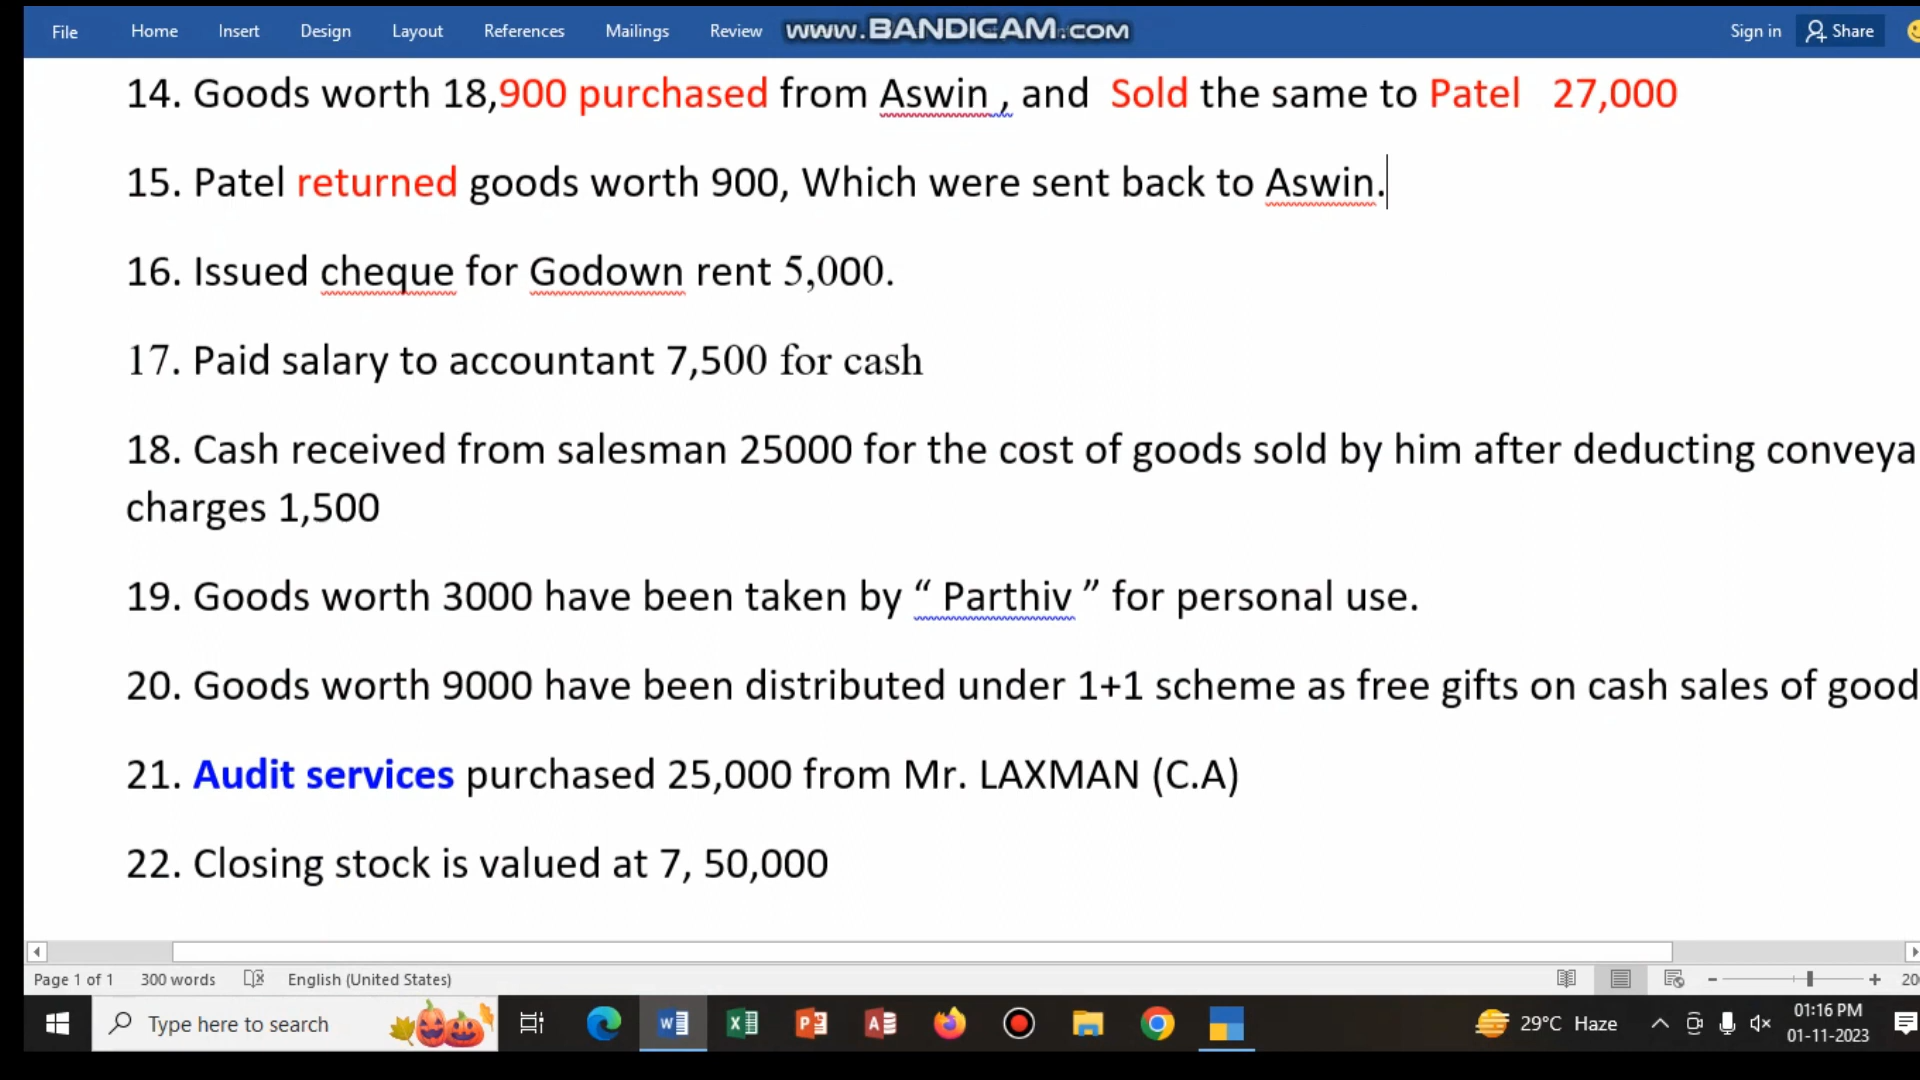 File Home Insert Design Layout References Mailings Review www.BANDICAM.com Sign in Share
14. Goods worth 18,900 purchased from Aswin , and Sold the same to Patel 27,000
15. Patel returned goods worth 900, Which were sent back to Aswin.
16. Issued cheque for Godown rent 5,000.
17. Paid salary to accountant 7,500 for cash
18. Cash received from salesman 25000 for the cost of goods sold by him after deducting conveya
charges 1,500
19. Goods worth 3000 have been taken by “ Parthiv ” for personal use.
20. Goods worth 9000 have been distributed under 1+1 scheme as free gifts on cash sales of good
21. Audit services purchased 25,000 from Mr. LAXMAN (C.A)
22. Closing stock is valued at 7, 50,000
Page 1 of 1 300 words English (United States) 20
Type here to search 29°C Haze 01:16 PM
01-11-2023